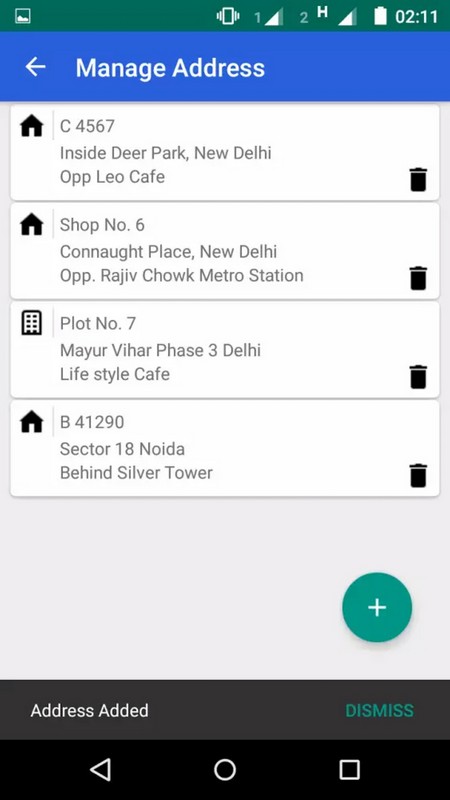 1 2 H 02:11
Manage Address
C 4567
Inside Deer Park, New Delhi
Opp Leo Cafe
Shop No. 6
Connaught Place, New Delhi
Opp. Rajiv Chowk Metro Station
Plot No. 7
Mayur Vihar Phase 3 Delhi
Life style Cafe
B 41290
Sector 18 Noida
Behind Silver Tower
Address Added DISMISS